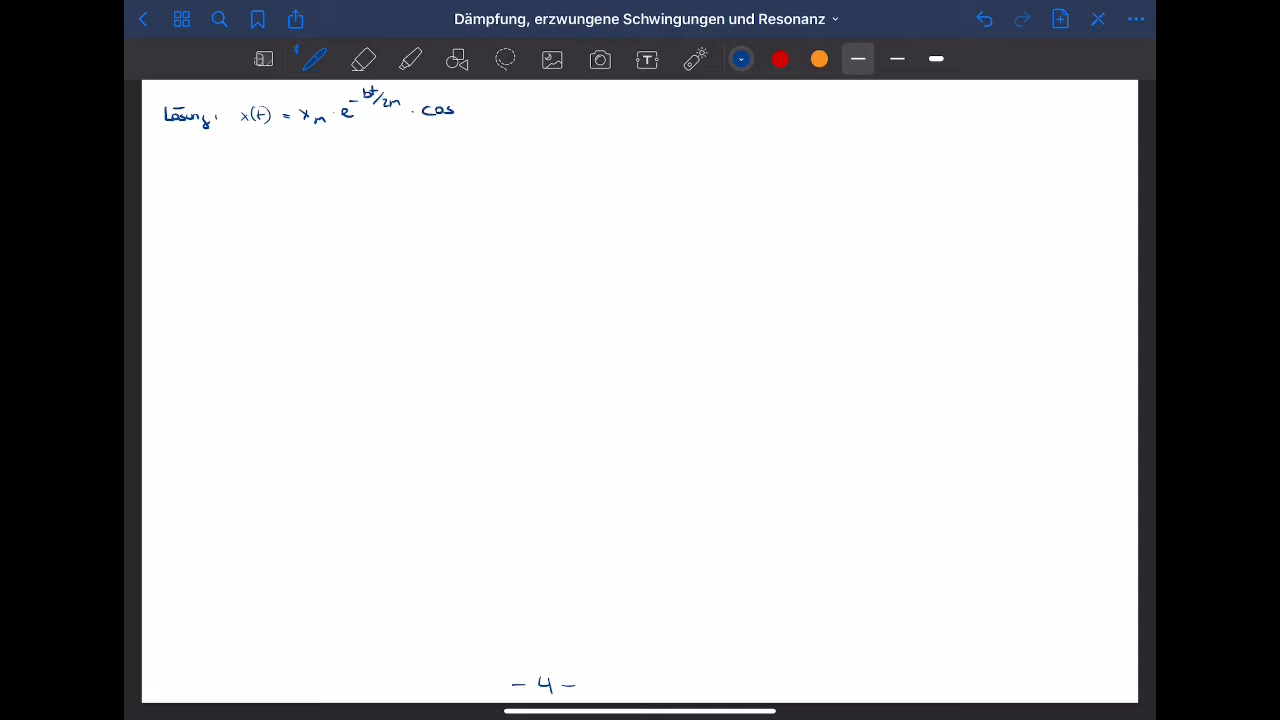 Dämpfung, erzwungene Schwingungen und Resonanz
Lösung: x(t) = xₘ · e^(-bt/2m) · cos
- 4 -